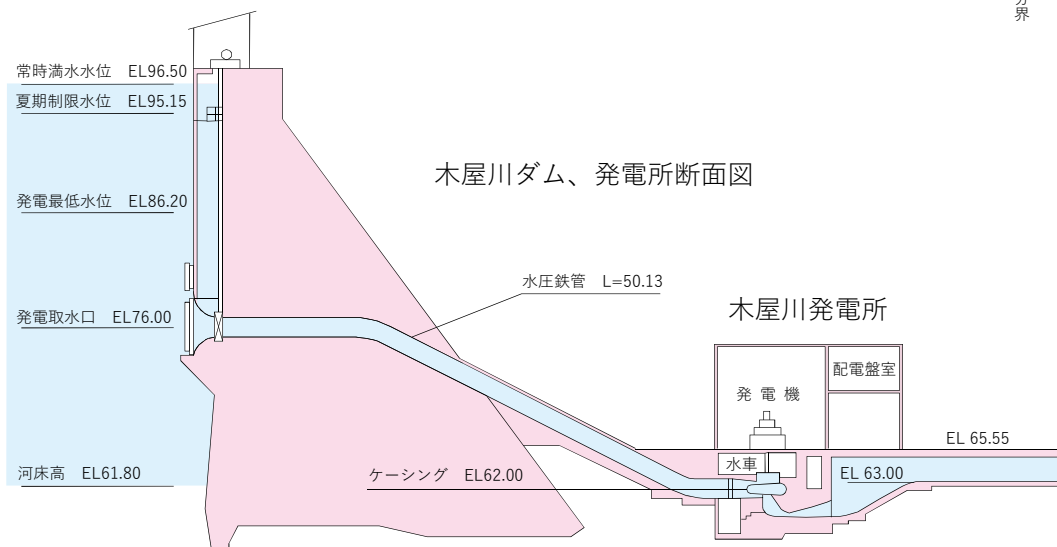 界
常時満水水位 EL96.50
夏期制限水位 EL95.15
木屋川ダム、発電所断面図
発電最低水位 EL86.20
水圧鉄管 L=50.13
発電取水口 EL76.00
木屋川発電所
配電盤室
発 電 機
EL 65.55
水車
河床高 EL61.80
ケーシング EL62.00
EL 63.00